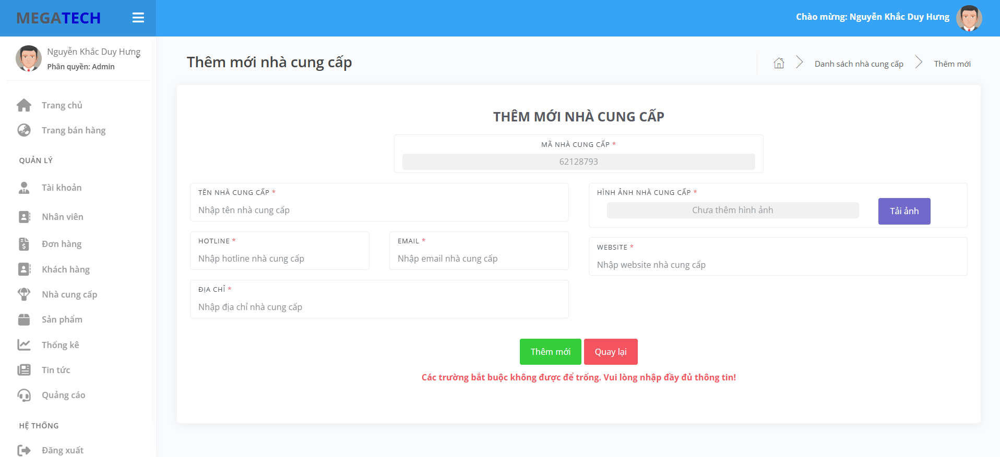 MEGATECH
Chào mừng: Nguyễn Khắc Duy Hưng
Nguyễn Khắc Duy Hưng
Phân quyền: Admin
Trang chủ
Trang bán hàng
QUẢN LÝ
Tài khoản
Nhân viên
Đơn hàng
Khách hàng
Nhà cung cấp
Sản phẩm
Thống kê
Tin tức
Quảng cáo
HỆ THỐNG
Đăng xuất
Thêm mới nhà cung cấp
Danh sách nhà cung cấp
Thêm mới
THÊM MỚI NHÀ CUNG CẤP
MÃ NHÀ CUNG CẤP *
62128793
TÊN NHÀ CUNG CẤP *
Nhập tên nhà cung cấp
HÌNH ẢNH NHÀ CUNG CẤP *
Chưa thêm hình ảnh
Tải ảnh
HOTLINE *
Nhập hotline nhà cung cấp
EMAIL *
Nhập email nhà cung cấp
WEBSITE *
Nhập website nhà cung cấp
ĐỊA CHỈ *
Nhập địa chỉ nhà cung cấp
Thêm mới
Quay lại
Các trường bắt buộc không được để trống. Vui lòng nhập đầy đủ thông tin!